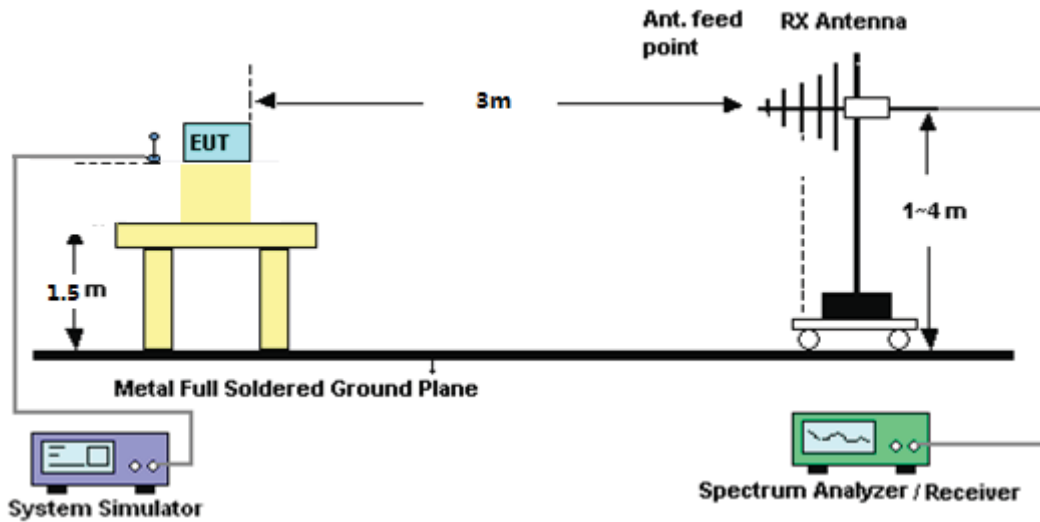 Ant. feed
point
RX Antenna
3m
EUT
1~4 m
1.5 m
Metal Full Soldered Ground Plane
System Simulator
Spectrum Analyzer / Receiver